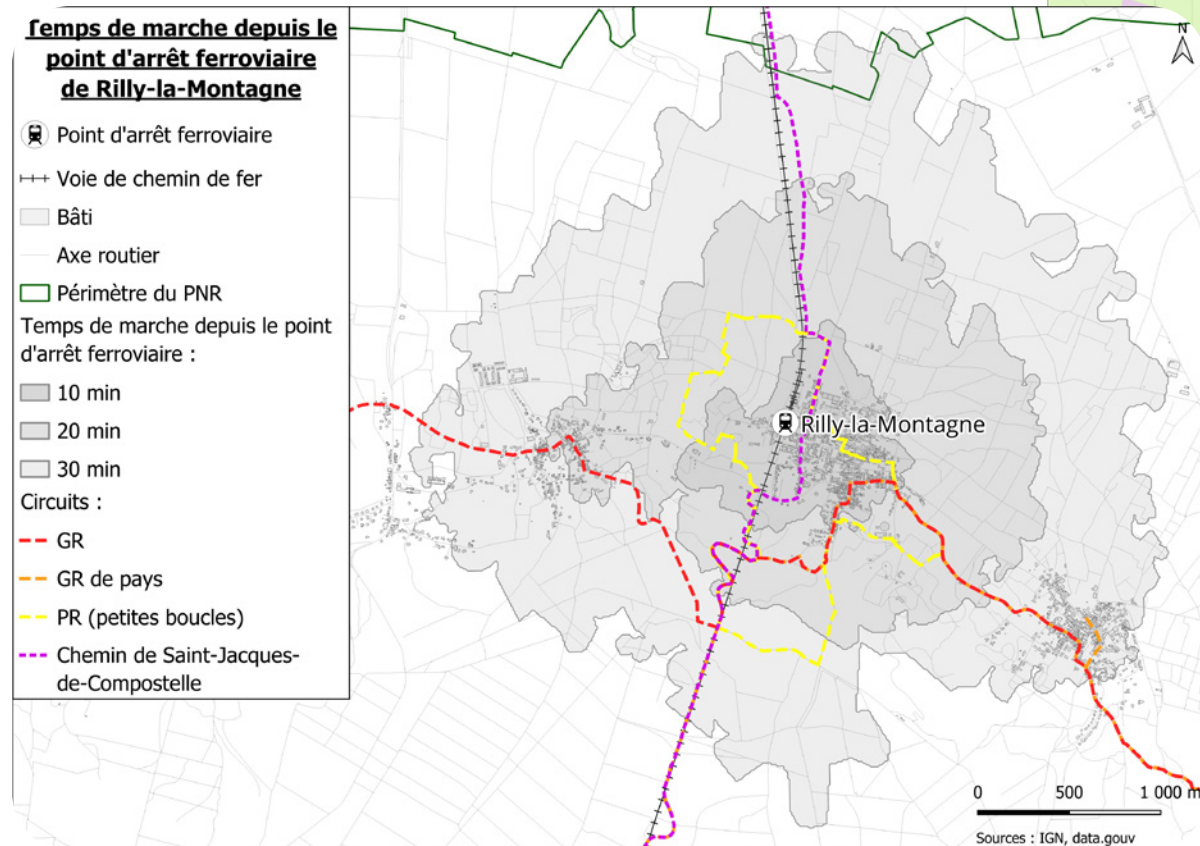 Temps de marche depuis le
point d'arrêt ferroviaire
de Rilly-la-Montagne
Point d'arrêt ferroviaire
Voie de chemin de fer
Bâti
Axe routier
Périmètre du PNR
Temps de marche depuis le point
d'arrêt ferroviaire :
10 min
20 min
30 min
Circuits :
GR
GR de pays
PR (petites boucles)
Chemin de Saint-Jacques-
de-Compostelle
N
Rilly-la-Montagne
0 500 1 000 m
Sources : IGN, data.gouv